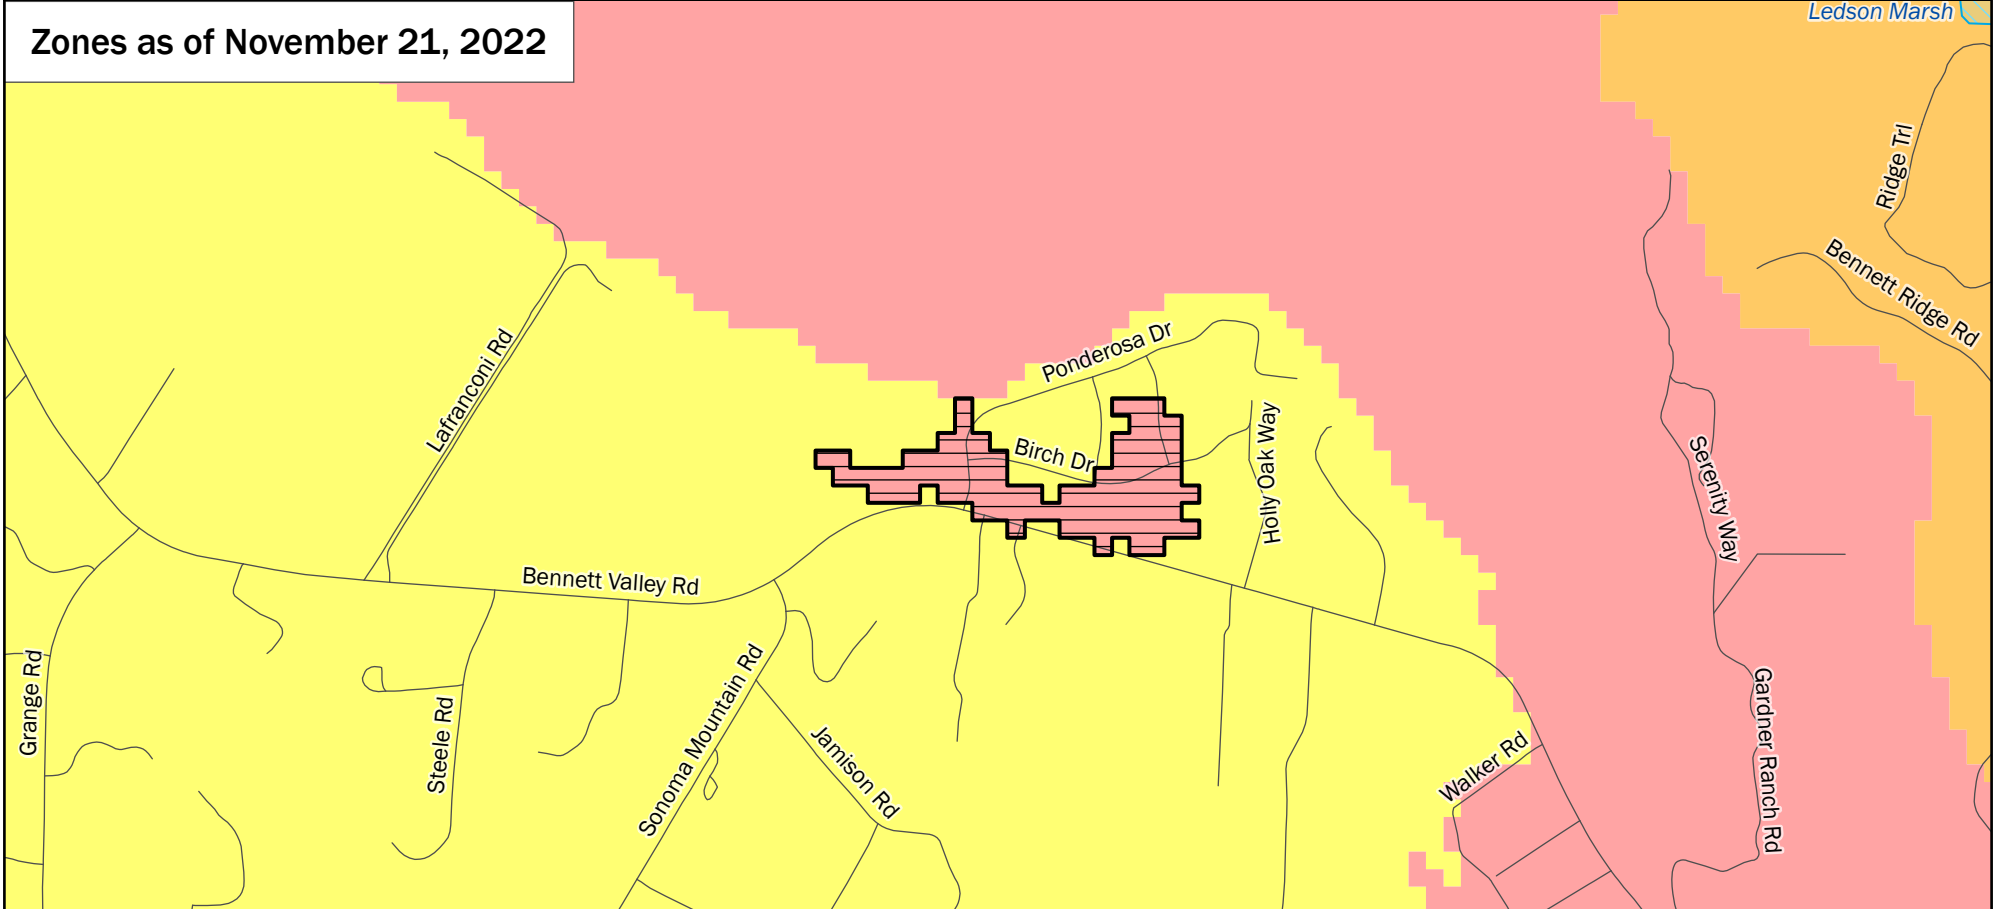 Zones as of November 21, 2022
Ledson Marsh
Ridge Trl
Bennett Ridge Rd
Lafranconi Rd
Ponderosa Dr
Birch Dr
Holly Oak Way
Serenity Way
Bennett Valley Rd
Grange Rd
Steele Rd
Sonoma Mountain Rd
Jamison Rd
Walker Rd
Gardner Ranch Rd